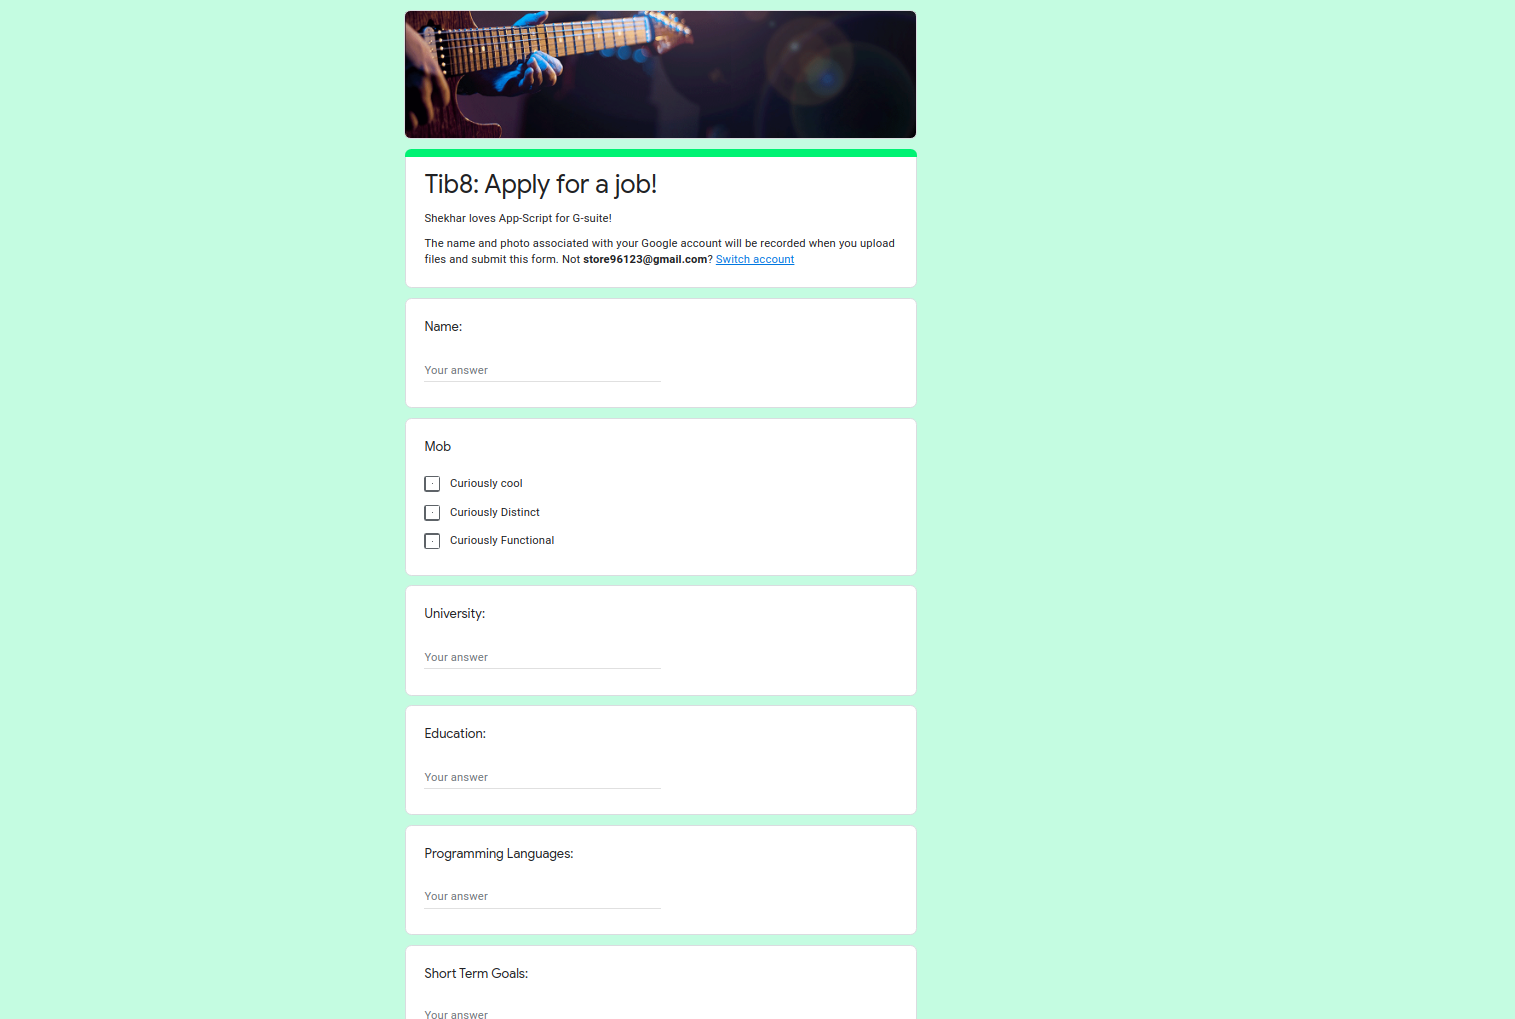 Tib8: Apply for a job!
Shekhar loves App-Script for G-suite!
The name and photo associated with your Google account will be recorded when you upload
files and submit this form. Not store96123@gmail.com? Switch account
Name:
Your answer
Mob
Curiously cool
Curiously Distinct
Curiously Functional
University:
Your answer
Education:
Your answer
Programming Languages:
Your answer
Short Term Goals:
Your answer